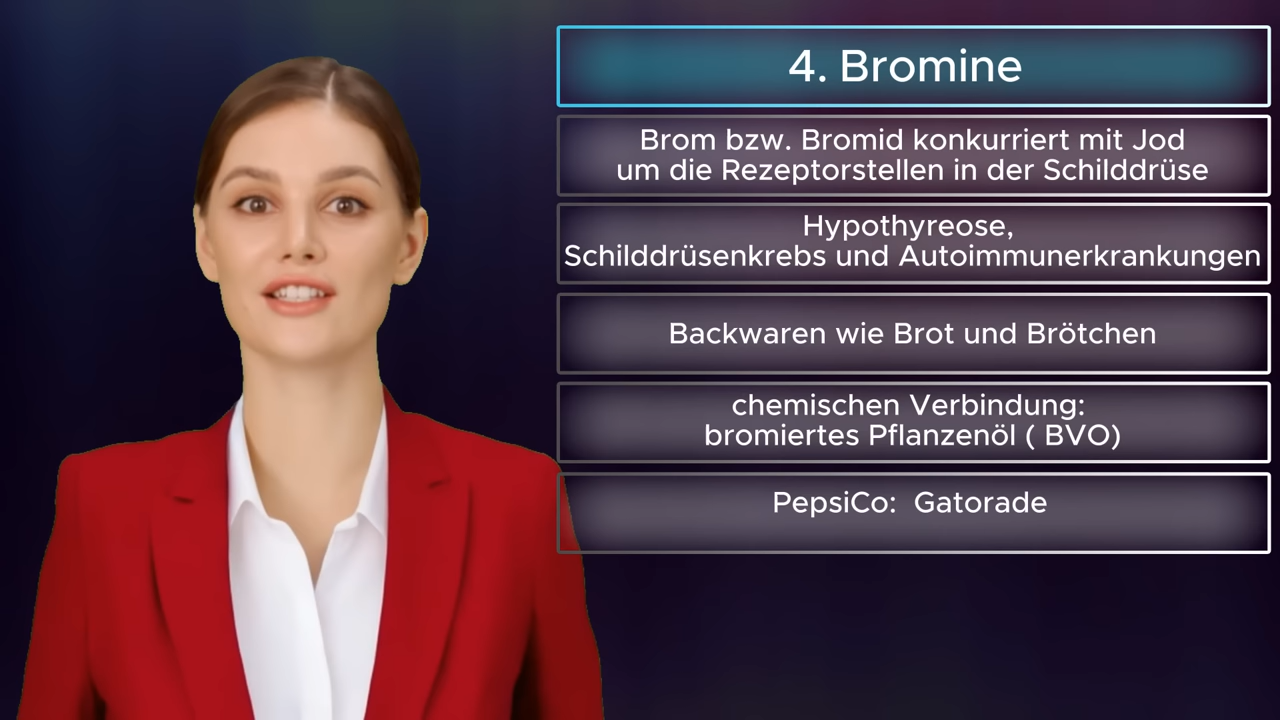 4. Bromine
Brom bzw. Bromid konkurriert mit Jod
um die Rezeptorstellen in der Schilddrüse
Hypothyreose,
Schilddrüsenkrebs und Autoimmunerkrankungen
Backwaren wie Brot und Brötchen
chemischen Verbindung:
bromiertes Pflanzenöl ( BVO)
PepsiCo:  Gatorade